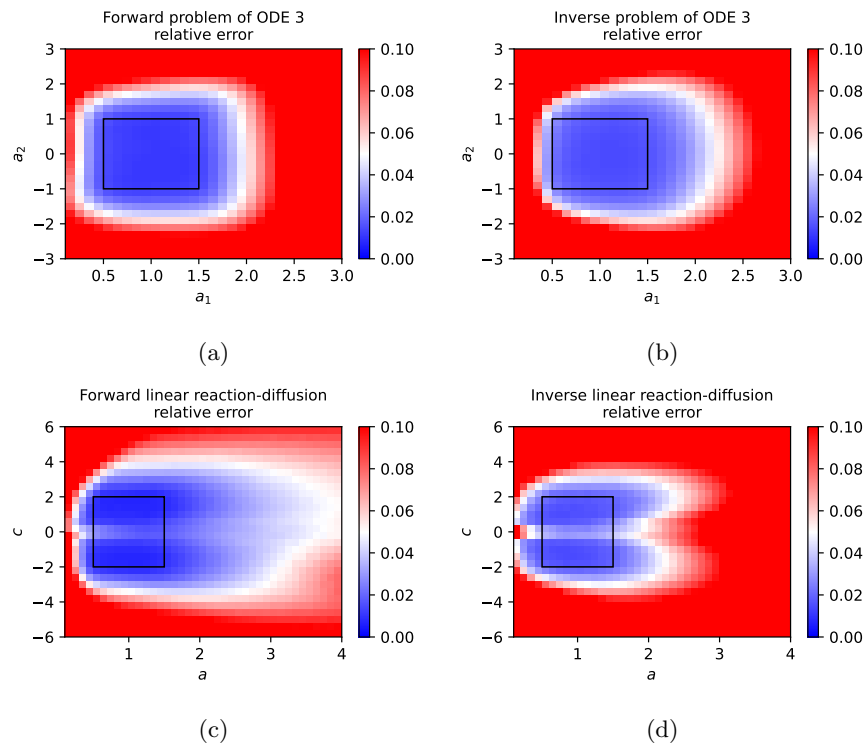 Forward problem of ODE 3
relative error
3
2
1
0
−1
−2
−3
a₂
0.5 1.0 1.5 2.0 2.5 3.0
a₁
0.10
0.08
0.06
0.04
0.02
0.00
(a)
Inverse problem of ODE 3
relative error
3
2
1
0
−1
−2
−3
a₂
0.5 1.0 1.5 2.0 2.5 3.0
a₁
0.10
0.08
0.06
0.04
0.02
0.00
(b)
Forward linear reaction-diffusion
relative error
6
4
2
0
−2
−4
−6
c
1 2 3 4
a
0.10
0.08
0.06
0.04
0.02
0.00
(c)
Inverse linear reaction-diffusion
relative error
6
4
2
0
−2
−4
−6
c
1 2 3 4
a
0.10
0.08
0.06
0.04
0.02
0.00
(d)